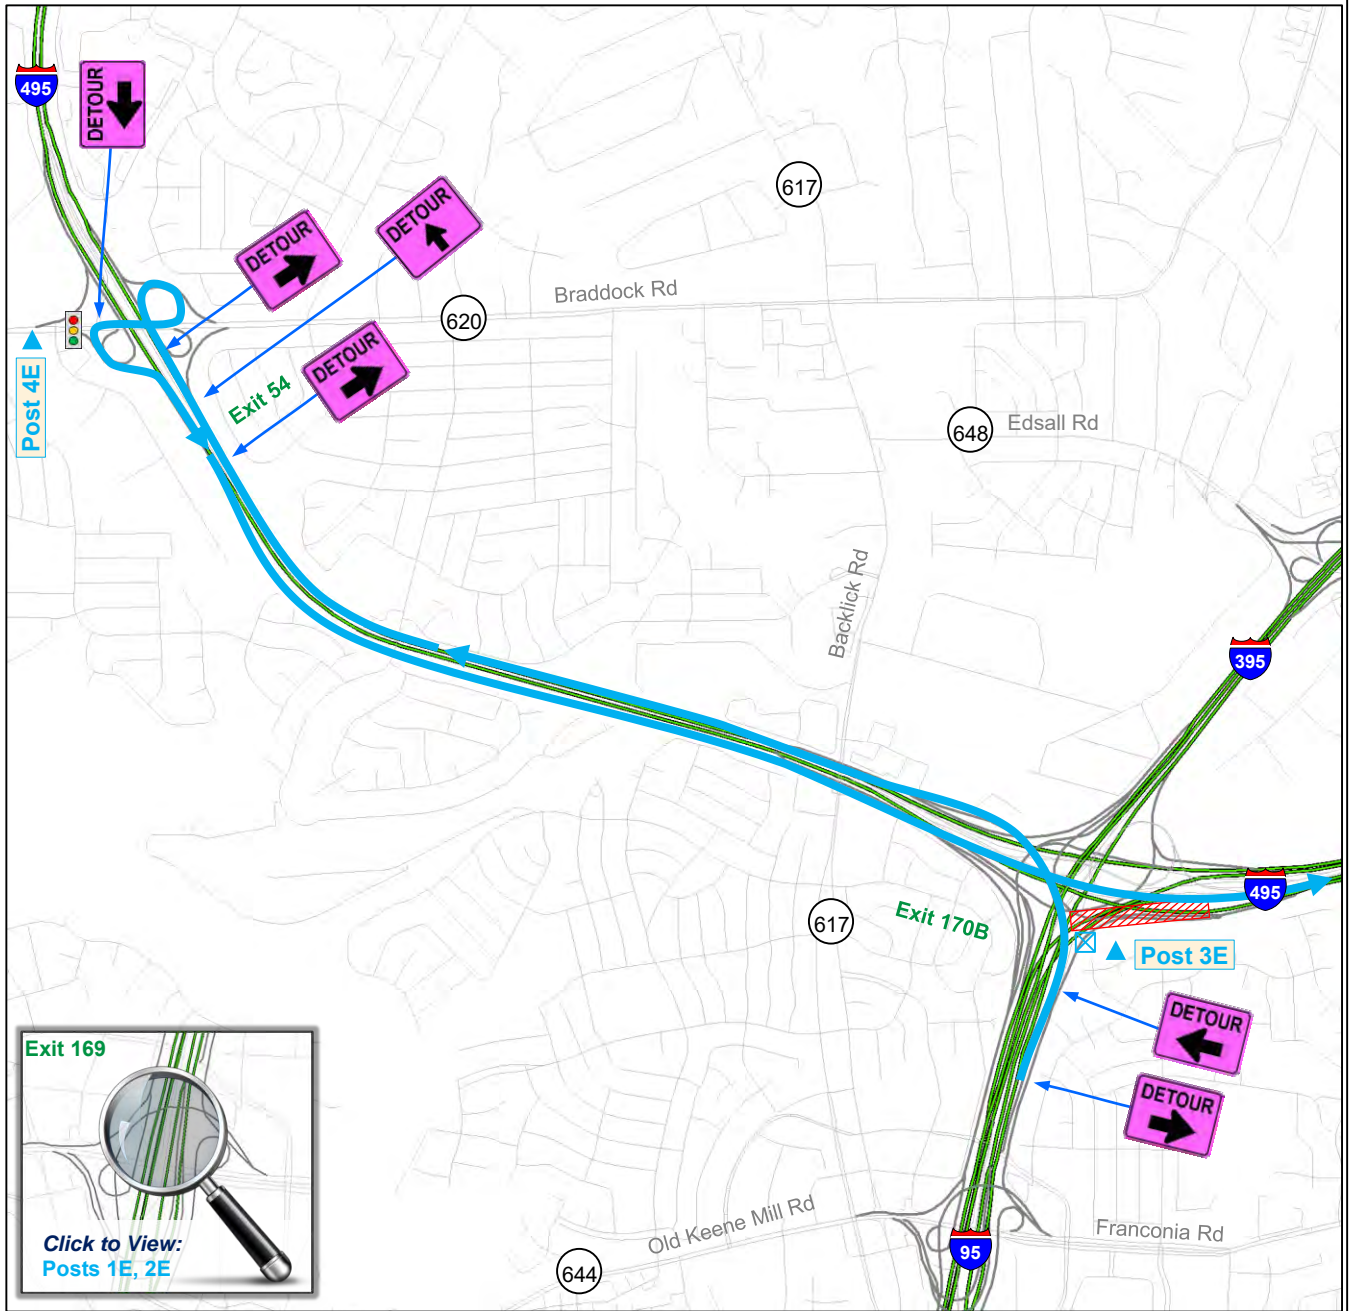 495
DETOUR
DETOUR
DETOUR
617
Braddock Rd
620
DETOUR
Post 4E
Exit 54
648
Edsall Rd
Backlick Rd
395
495
617
Exit 170B
Post 3E
DETOUR
DETOUR
Exit 169
Click to View:
Posts 1E, 2E
Old Keene Mill Rd
644
95
Franconia Rd